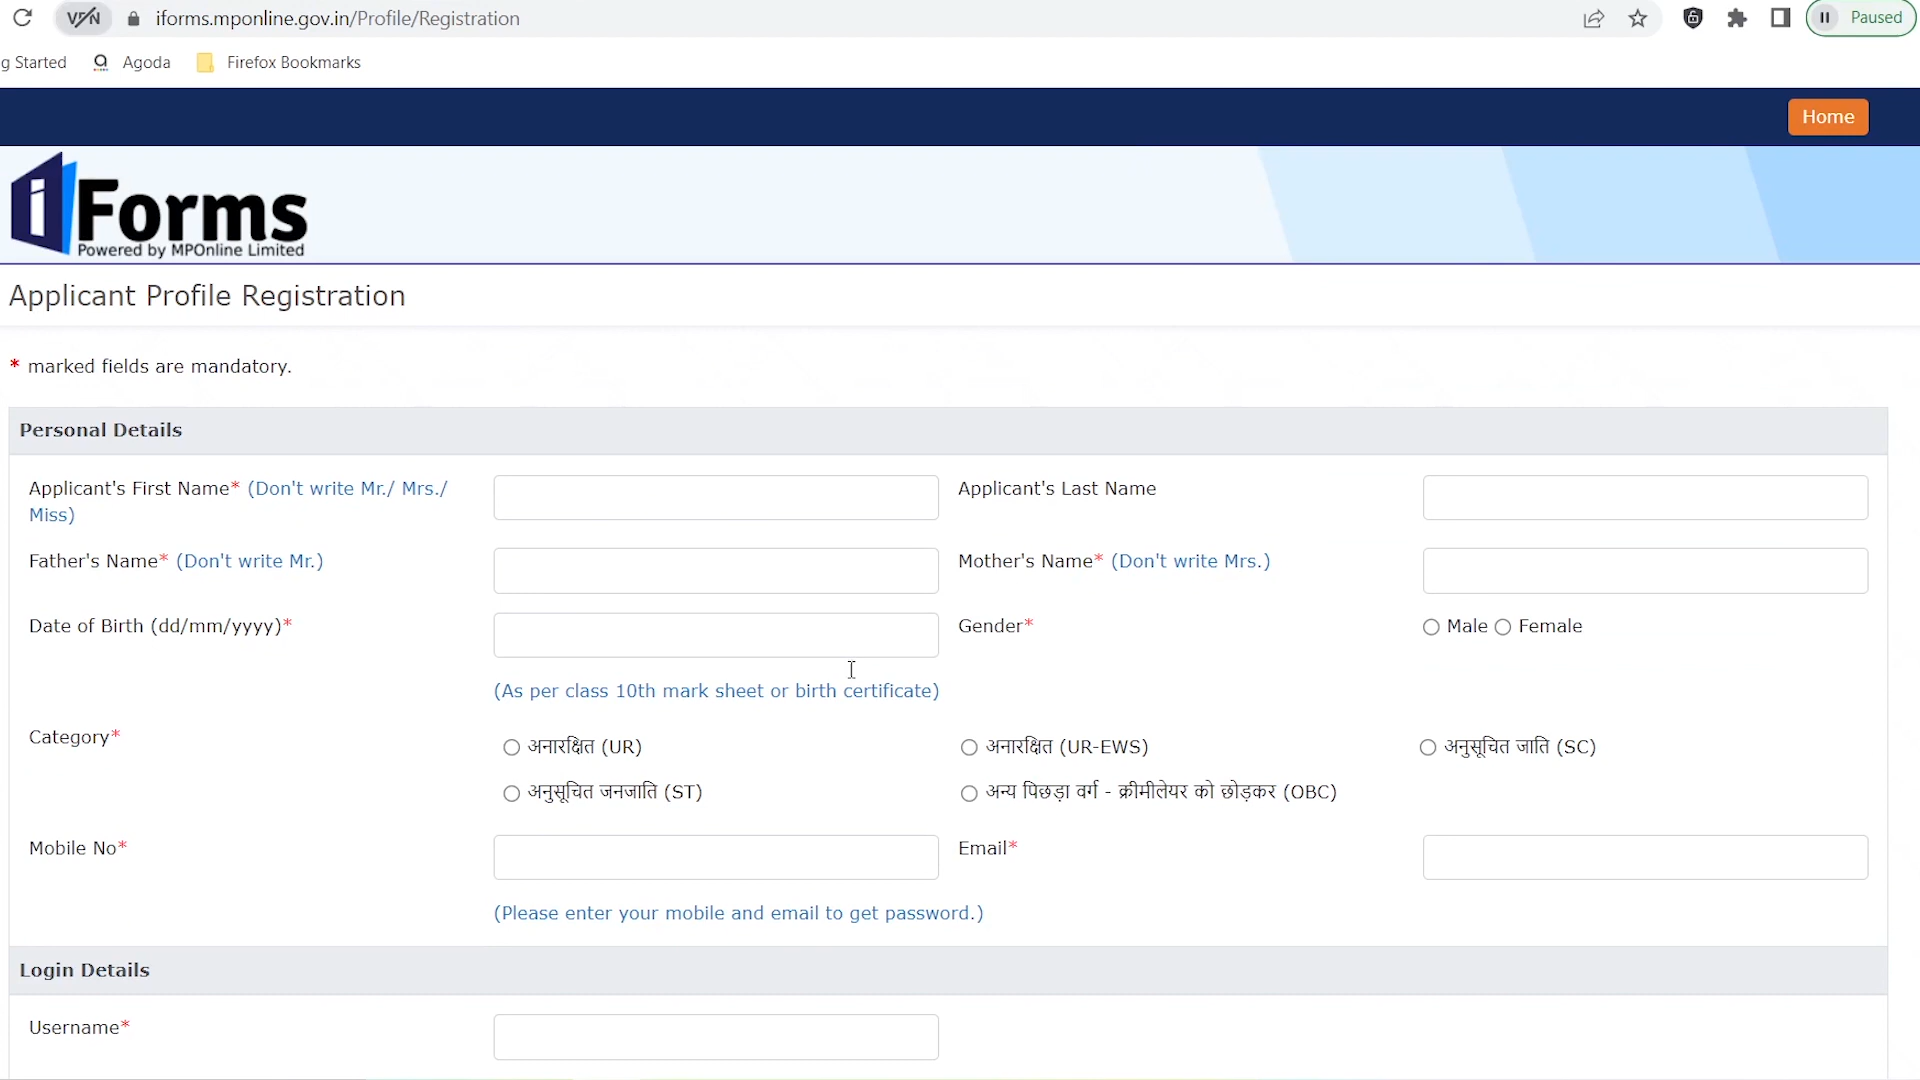 VPN iforms.mponline.gov.in/Profile/Registration Paused
g Started Agoda Firefox Bookmarks
Home
iForms
Powered by MPOnline Limited
Applicant Profile Registration
* marked fields are mandatory.
Personal Details
Applicant's First Name* (Don't write Mr./ Mrs./ Applicant's Last Name
Miss)
Father's Name* (Don't write Mr.) Mother's Name* (Don't write Mrs.)
Date of Birth (dd/mm/yyyy)* Gender* Male Female
(As per class 10th mark sheet or birth certificate)
Category* अनारक्षित (UR) अनारक्षित (UR-EWS) अनुसूचित जाति (SC)
अनुसूचित जनजाति (ST) अन्य पिछड़ा वर्ग - क्रीमीलेयर को छोड़कर (OBC)
Mobile No* Email*
(Please enter your mobile and email to get password.)
Login Details
Username*